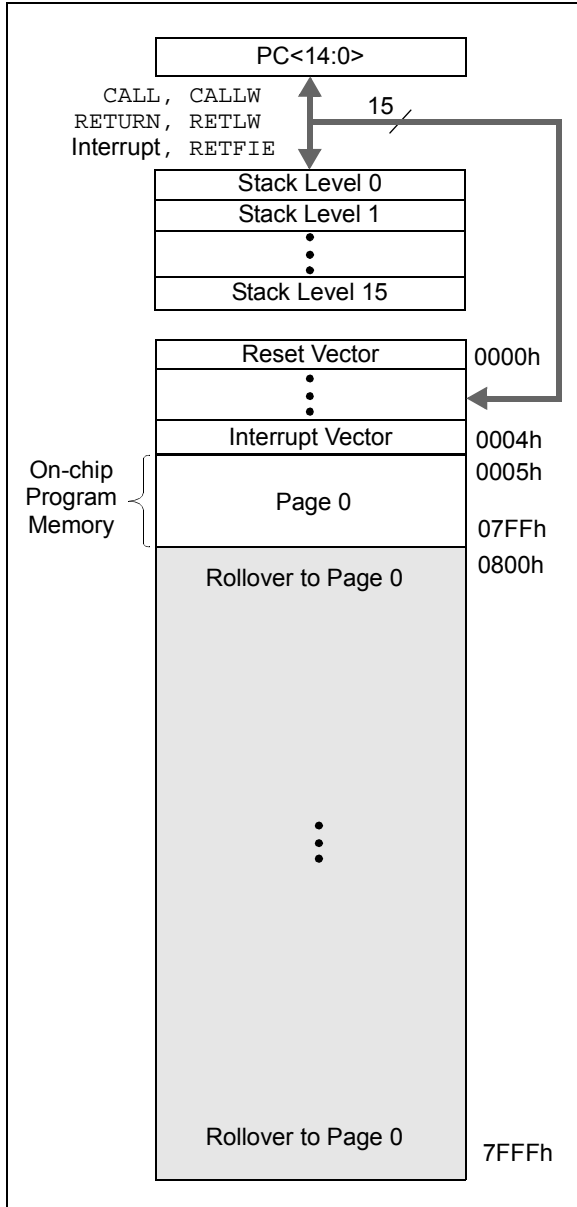 PC<14:0>
CALL, CALLW
RETURN, RETLW
Interrupt, RETFIE
15
Stack Level 0
Stack Level 1
Stack Level 15
Reset Vector
0000h
Interrupt Vector
0004h
On-chip
Program
Memory
Page 0
0005h
07FFh
Rollover to Page 0
0800h
Rollover to Page 0
7FFFh